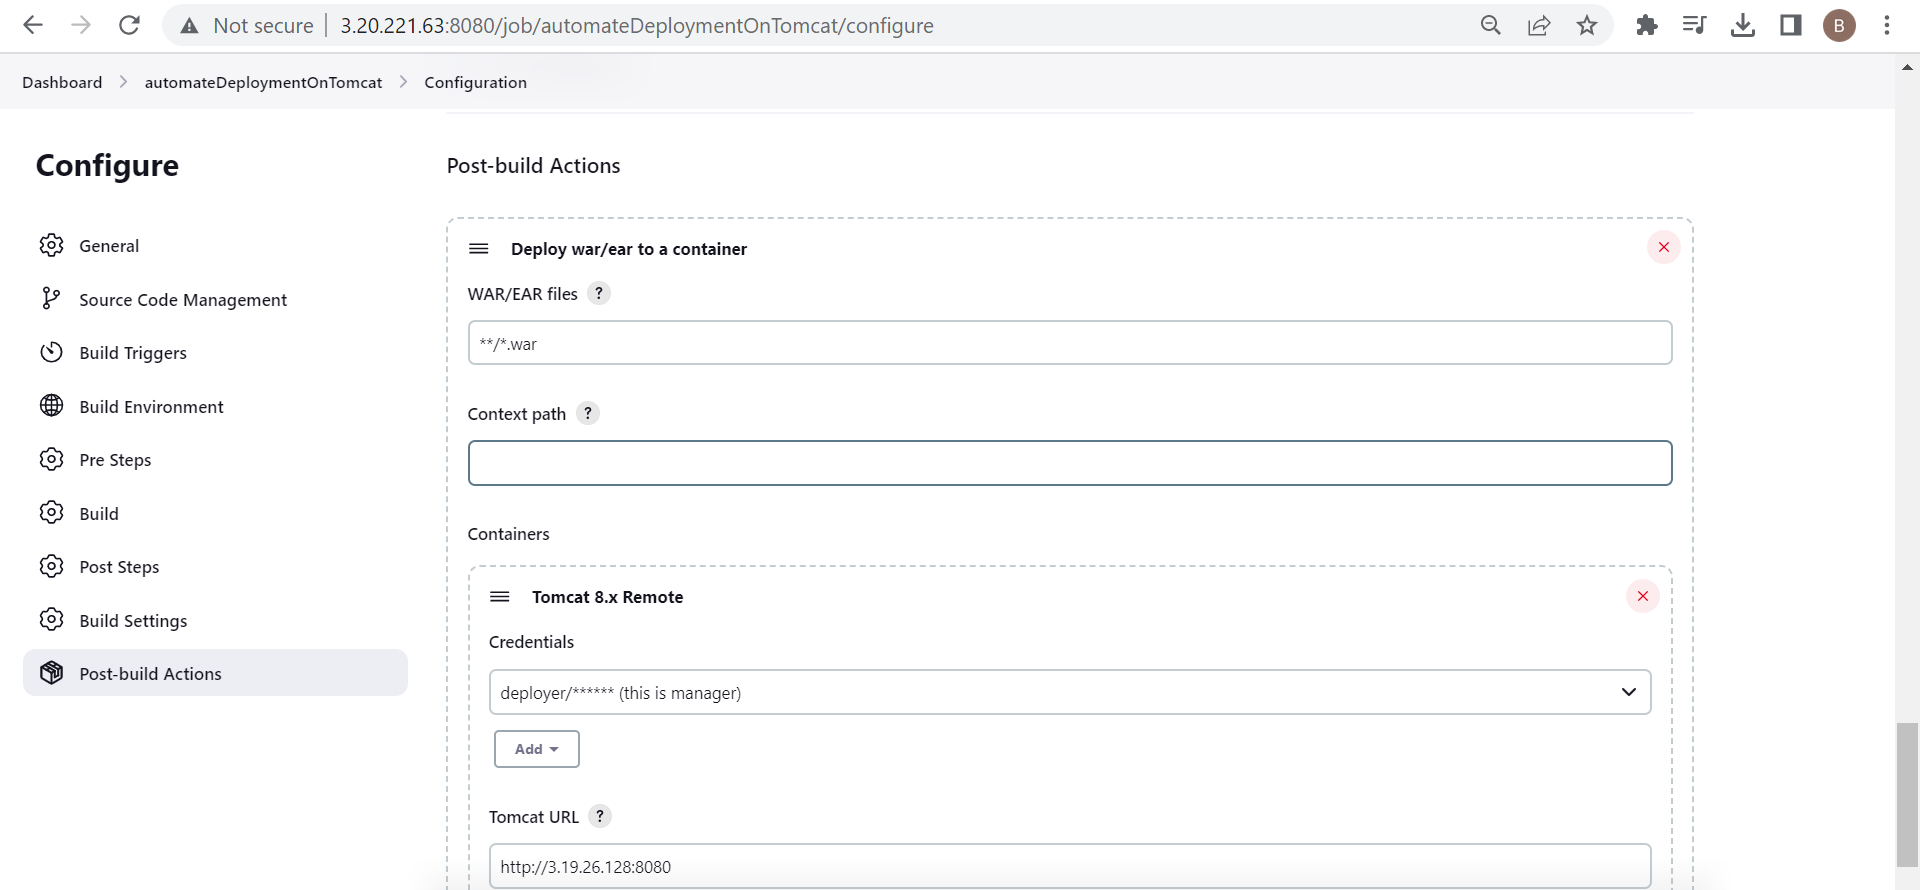 Not secure | 3.20.221.63:8080/job/automateDeploymentOnTomcat/configure
B
Dashboard > automateDeploymentOnTomcat > Configuration
Configure
General
Source Code Management
Build Triggers
Build Environment
Pre Steps
Build
Post Steps
Build Settings
Post-build Actions
Post-build Actions
Deploy war/ear to a container
WAR/EAR files ?
**/*.war
Context path ?
Containers
Tomcat 8.x Remote
Credentials
deployer/****** (this is manager)
Add
Tomcat URL ?
http://3.19.26.128:8080